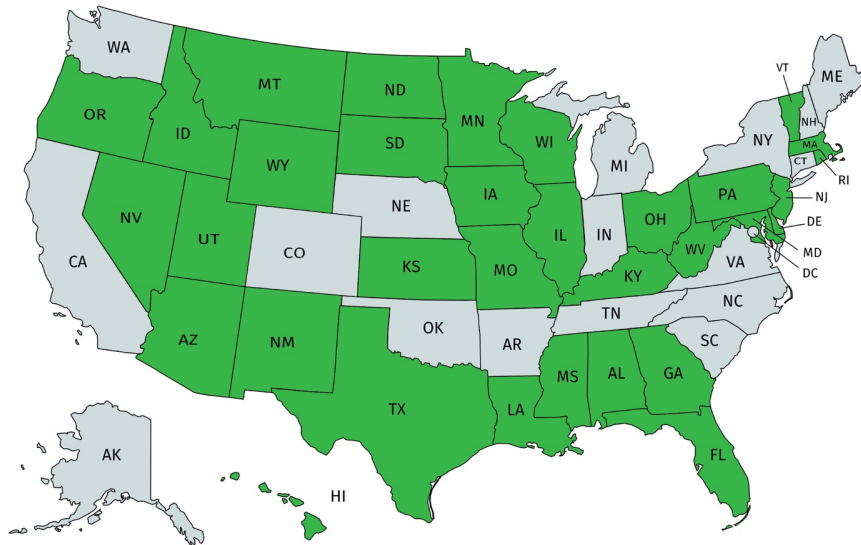 WA
OR
CA
ID
NV
MT
WY
UT
AZ
CO
NM
ND
SD
NE
KS
OK
TX
MN
IA
MO
AR
LA
WI
IL
MI
IN
OH
KY
TN
MS
AL
GA
FL
SC
NC
VA
WV
PA
NY
VT
NH
ME
MA
CT
RI
NJ
DE
MD
DC
AK
HI